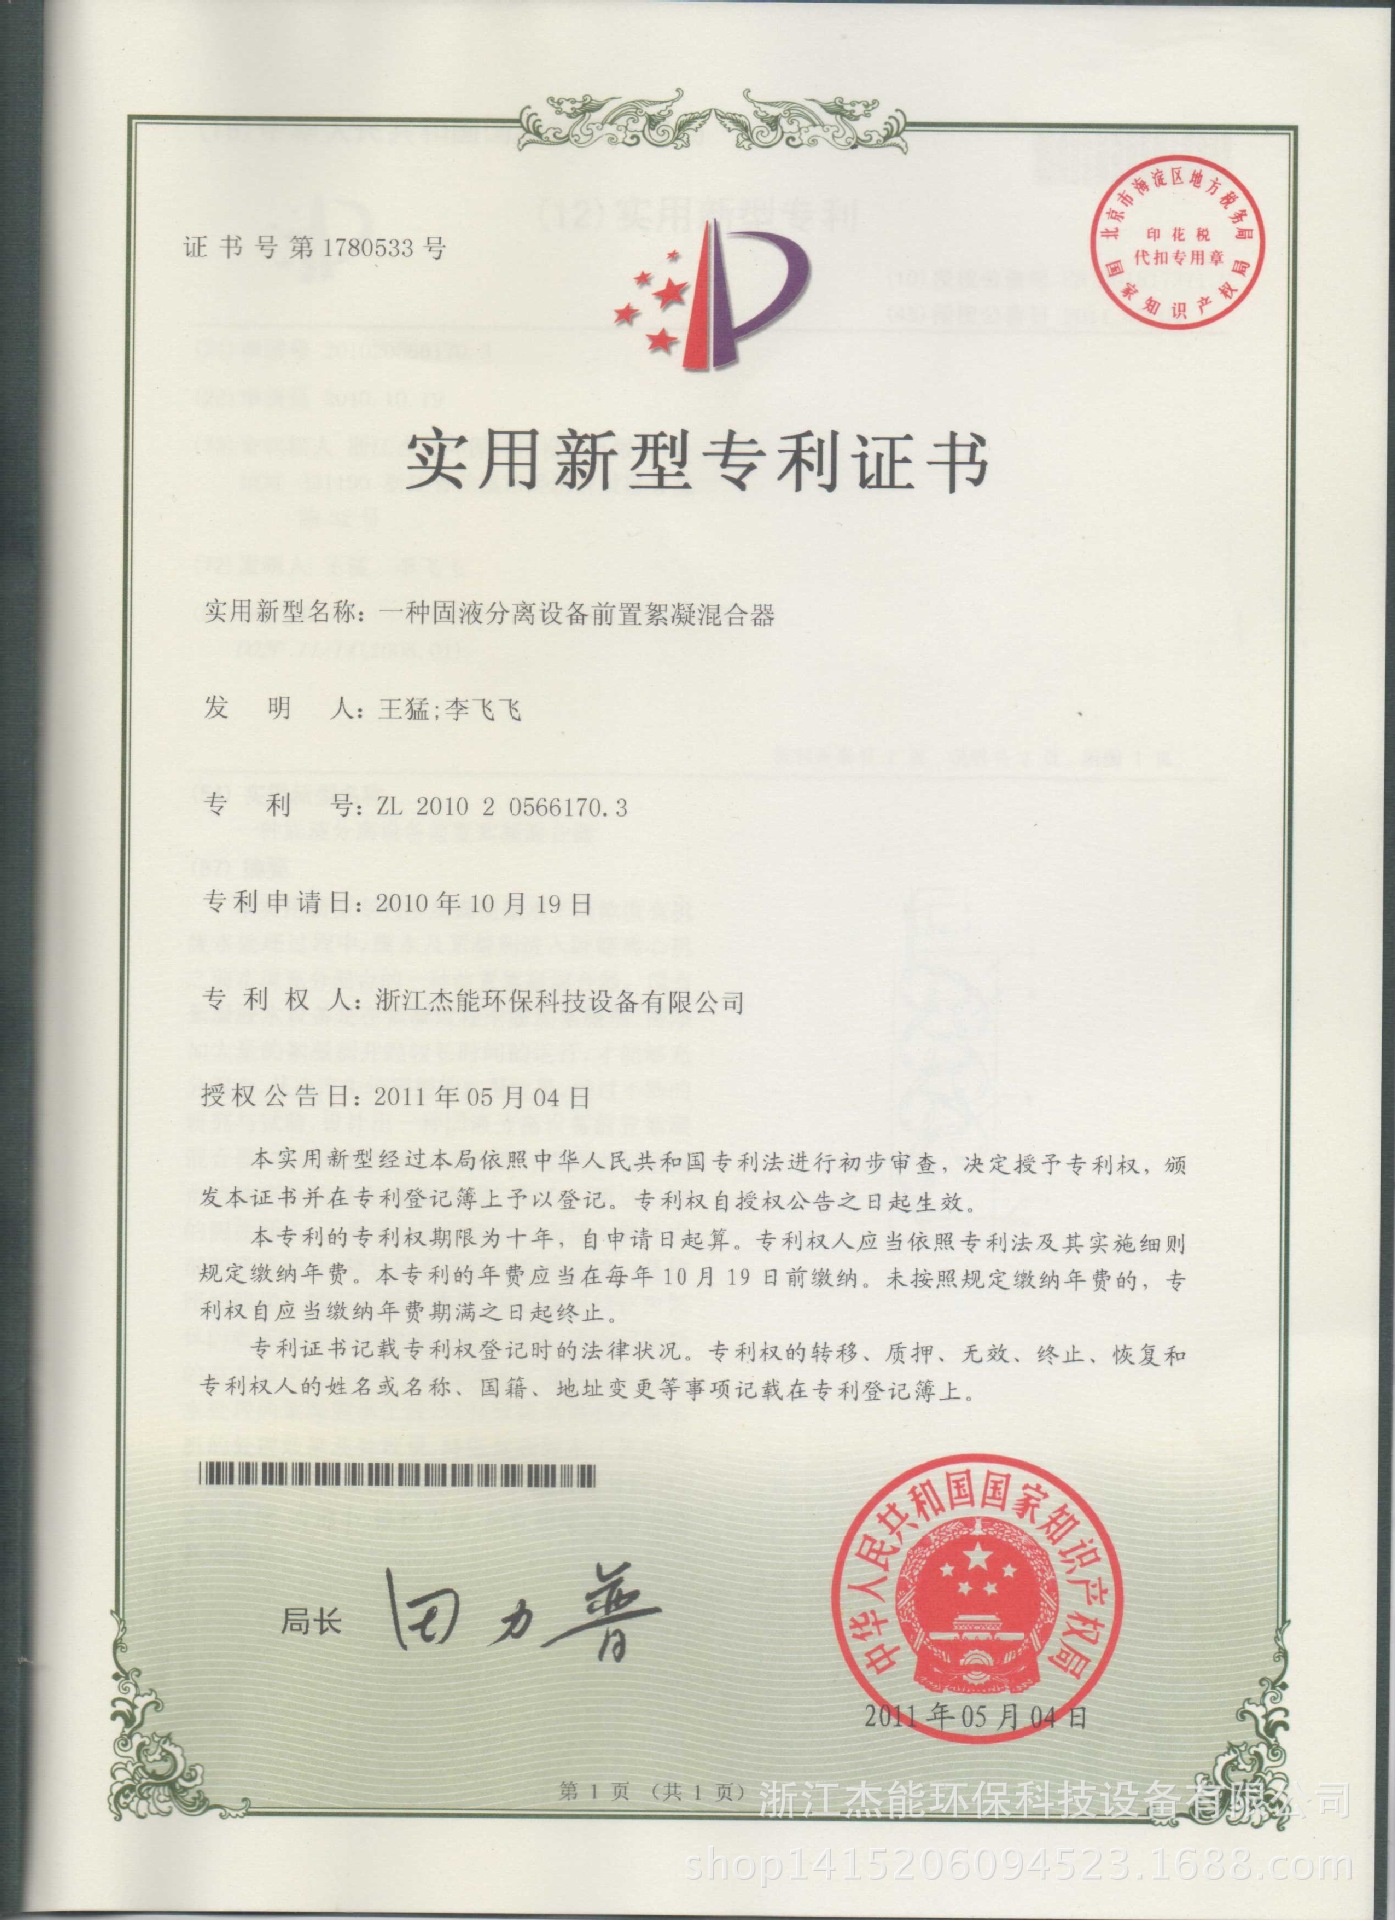 证书号第1780533号
北京市海淀区地方税务局
印花税
代扣专用章
国家知识产权局
实用新型专利证书
实用新型名称：一种固液分离设备前置絮凝混合器
发明人：王猛;李飞飞
专利号：ZL 2010 2 0566170.3
专利申请日：2010年10月19日
专利权人：浙江杰能环保科技设备有限公司
授权公告日：2011年05月04日
本实用新型经过本局依照中华人民共和国专利法进行初步审查，决定授予专利权，颁
发本证书并在专利登记簿上予以登记。专利权自授权公告之日起生效。
本专利的专利权期限为十年，自申请日起算。专利权人应当依照专利法及其实施细则
规定缴纳年费。本专利的年费应当在每年10月19日前缴纳。未按照规定缴纳年费的，专
利权自应当缴纳年费期满之日起终止。
专利证书记载专利权登记时的法律状况。专利权的转移、质押、无效、终止、恢复和
专利权人的姓名或名称、国籍、地址变更等事项记载在专利登记簿上。
局长 田力普
中华人民共和国国家知识产权局
2011年05月04日
第1页（共1页）
浙江杰能环保科技设备有限公司
shop1415206094523.1688.com